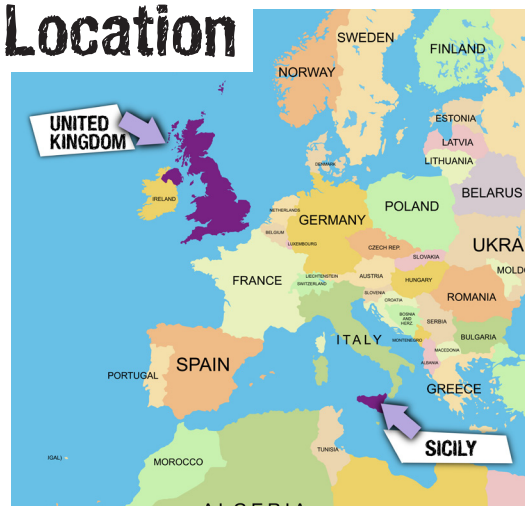 Location
SWEDEN
FINLAND
NORWAY
UNITED
KINGDOM
ESTONIA
LATVIA
LITHUANIA
DENMARK
IRELAND
BELARUS
NETHERLANDS
POLAND
GERMANY
BELGIUM
LUXEMBOURG
UKRA
CZECH REP.
SLOVAKIA
MOLD
FRANCE
LIECHTENSTEIN
SWITZERLAND
AUSTRIA
HUNGARY
SLOVENIA
CROATIA
ROMANIA
BOSNIA
AND
HERZ.
SERBIA
ITALY
MONTENEGRO
BULGARIA
MACEDONIA
ALBANIA
SPAIN
PORTUGAL
GREECE
SICILY
TUNISIA
(GAL)
MOROCCO
ALGERIA